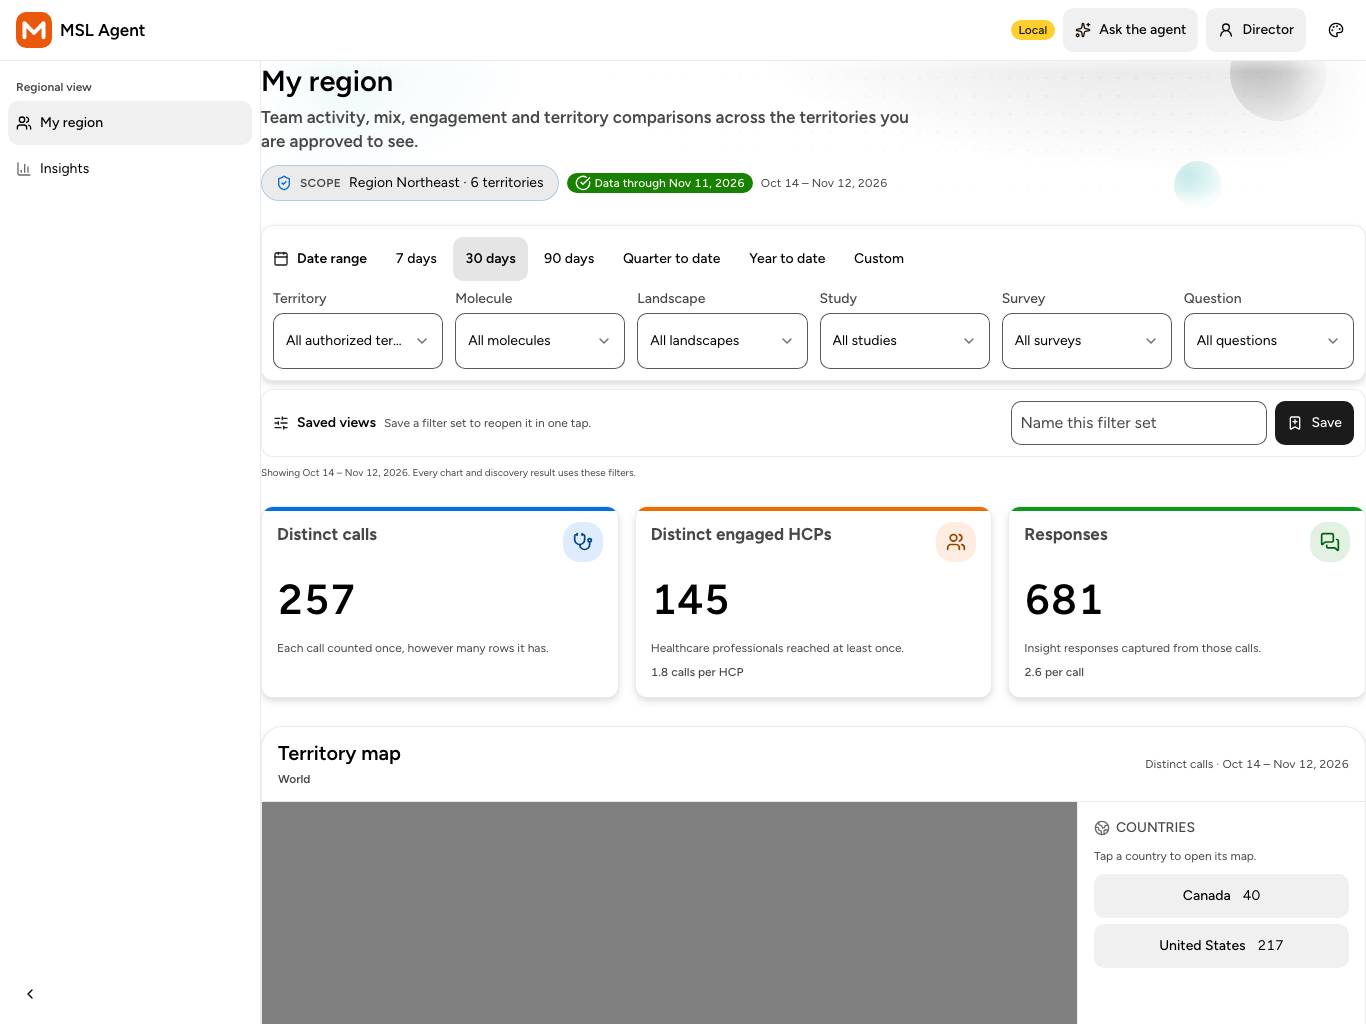 MSL Agent
Local
Ask the agent
Director
Regional view
My region
Insights
My region
Team activity, mix, engagement and territory comparisons across the territories you
are approved to see.
SCOPE Region Northeast · 6 territories
Data through Nov 11, 2026
Oct 14 – Nov 12, 2026
Date range
7 days
30 days
90 days
Quarter to date
Year to date
Custom
Territory
Molecule
Landscape
Study
Survey
Question
All authorized ter...
All molecules
All landscapes
All studies
All surveys
All questions
Saved views Save a filter set to reopen it in one tap.
Name this filter set
Save
Showing Oct 14 – Nov 12, 2026. Every chart and discovery result uses these filters.
Distinct calls
257
Each call counted once, however many rows it has.
Distinct engaged HCPs
145
Healthcare professionals reached at least once.
1.8 calls per HCP
Responses
681
Insight responses captured from those calls.
2.6 per call
Territory map
World
Distinct calls · Oct 14 – Nov 12, 2026
COUNTRIES
Tap a country to open its map.
Canada 40
United States 217